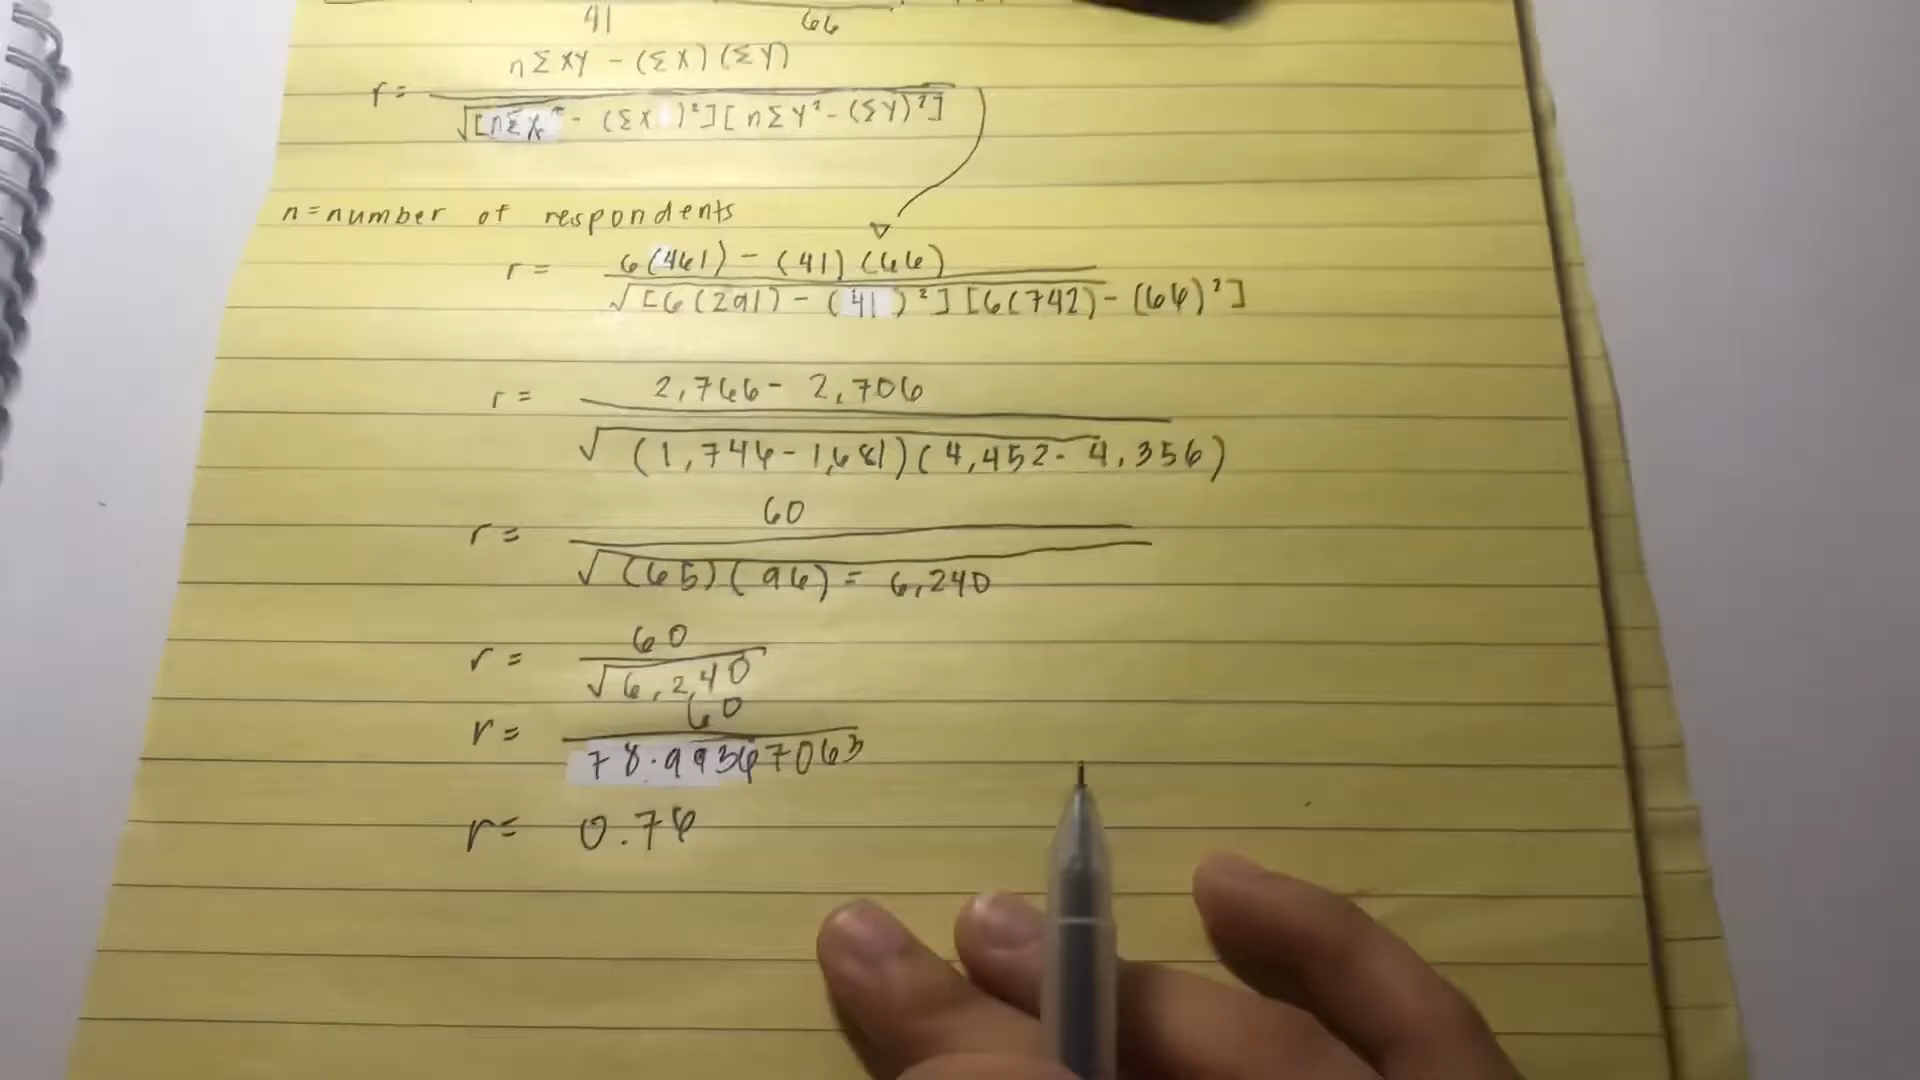 41 66
nΣXY - (ΣX)(ΣY)
r= √[nΣX² - (ΣX)²][nΣY² - (ΣY)²]
n=number of respondents
6(461) - (41)(66)
r= √[6(291) - (41)²][6(742) - (66)²]
r= 2,766 - 2,706
√(1,746 - 1,681)(4,452 - 4,356)
60
r= √(65)(96) = 6,240
r= 60
√6,240
60
r= 78.99367063
r= 0.76